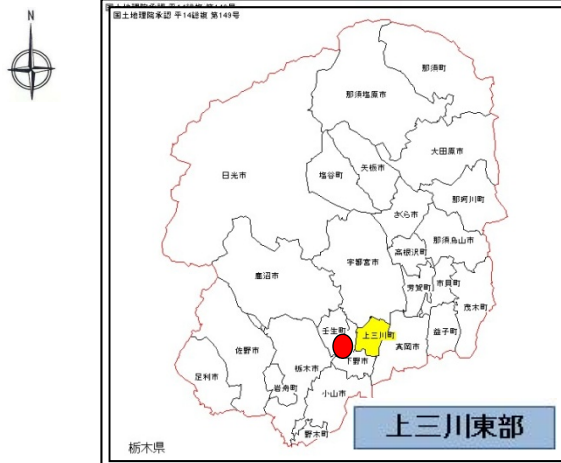 国土地理院承認 平14総複 第149号
N
那須町
那須塩原市
大田原市
日光市
塩谷町
矢板市
那珂川町
さくら市
那須烏山市
高根沢町
宇都宮市
鹿沼市
芳賀町
市貝町
茂木町
壬生町
上三川町
益子町
真岡市
佐野市
下野市
栃木市
足利市
岩舟町
小山市
上三川東部
野木町
栃木県